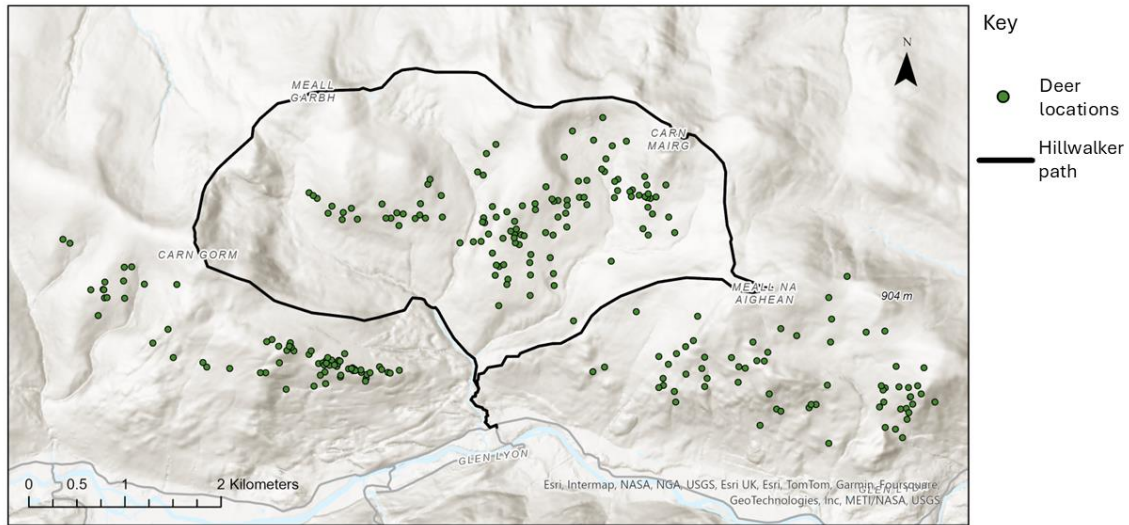 Key
N
Deer
locations
Hillwalker
path
MEALL
GARBH
CARN
MAIRG
CARN GORM
MEALL NA
AIGHEAN
904 m
GLEN LYON
0 0.5 1 2 Kilometers
Esri, Intermap, NASA, NGA, USGS, Esri UK, Esri, TomTom, Garmin, Foursquare,
GLEN LYON
GeoTechnologies, Inc, METI/NASA, USGS